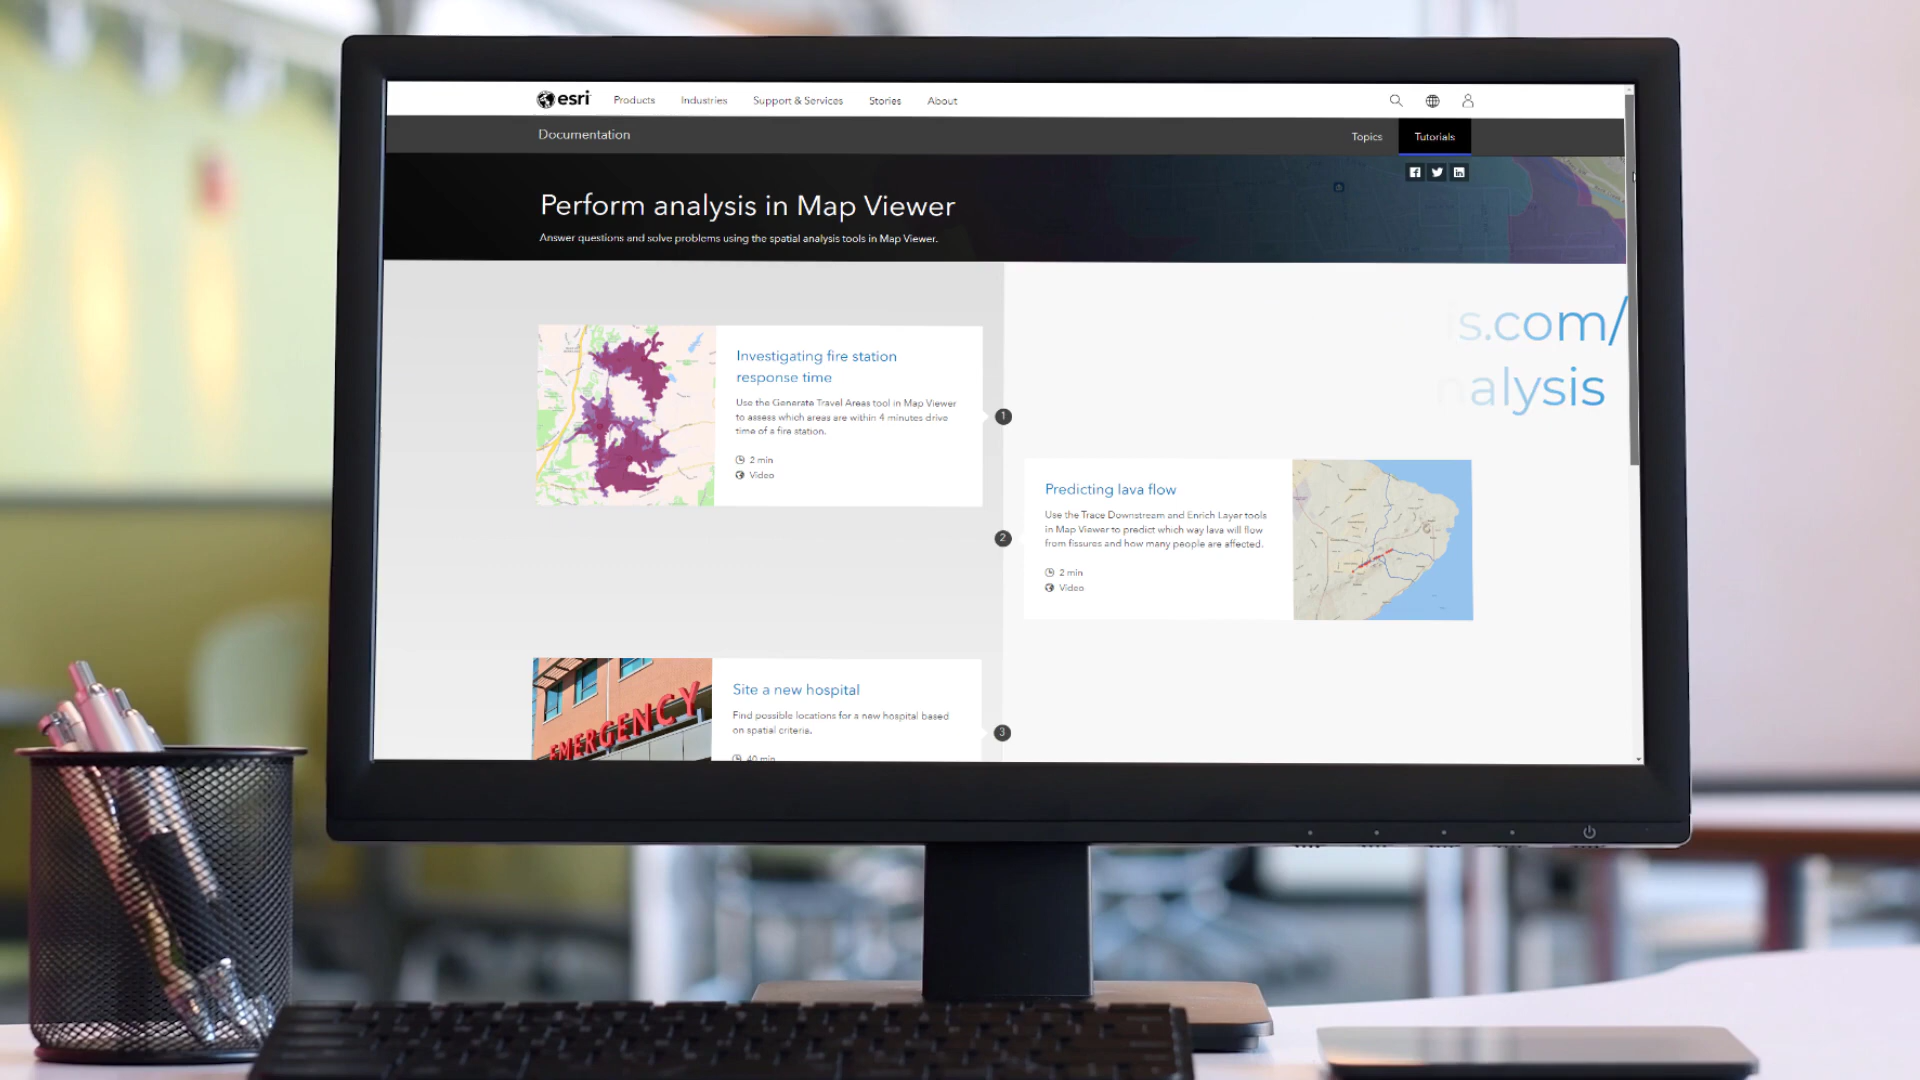 esri Products Industries Support & Services Stories About
Documentation Topics Tutorials
Perform analysis in Map Viewer
Answer questions and solve problems using the spatial analysis tools in Map Viewer.
is.com/
nalysis
Investigating fire station
response time
Use the Generate Travel Areas tool in Map Viewer
to assess which areas are within 4 minutes drive
time of a fire station.
2 min
Video
1
Predicting lava flow
Use the Trace Downstream and Enrich Layer tools
in Map Viewer to predict which way lava will flow
from fissures and how many people are affected.
2 min
Video
2
EMERGENCY
Site a new hospital
Find possible locations for a new hospital based
on spatial criteria.
40 min
3